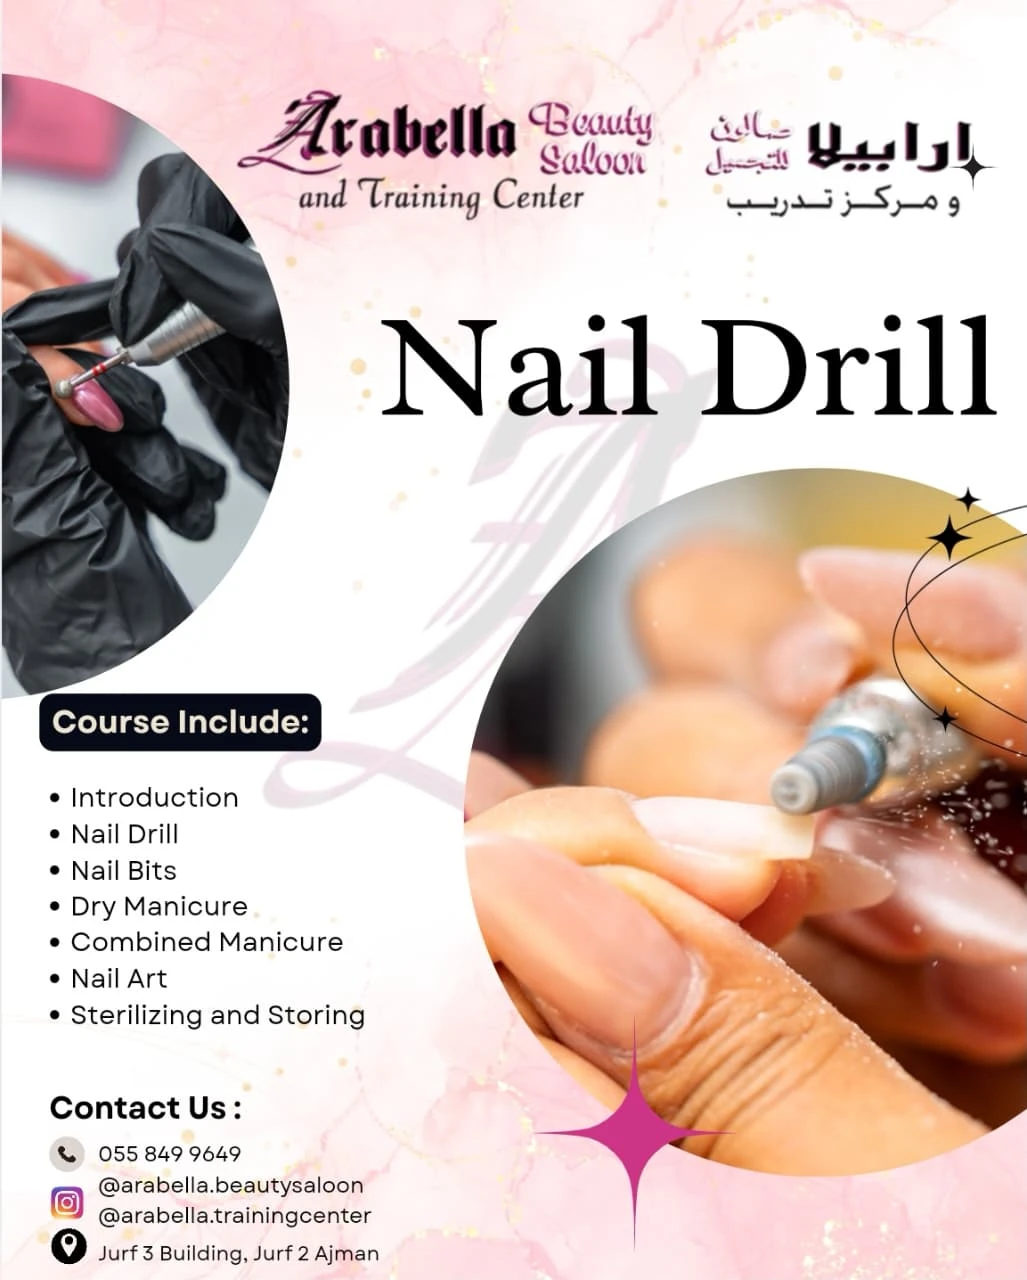 Arabella Beauty Saloon
and Training Center
ارابيلا صالون للتجميل
و مركز تدريب
Nail Drill
Course Include:
• Introduction
• Nail Drill
• Nail Bits
• Dry Manicure
• Combined Manicure
• Nail Art
• Sterilizing and Storing
Contact Us :
055 849 9649
@arabella.beautysaloon
@arabella.trainingcenter
Jurf 3 Building, Jurf 2 Ajman